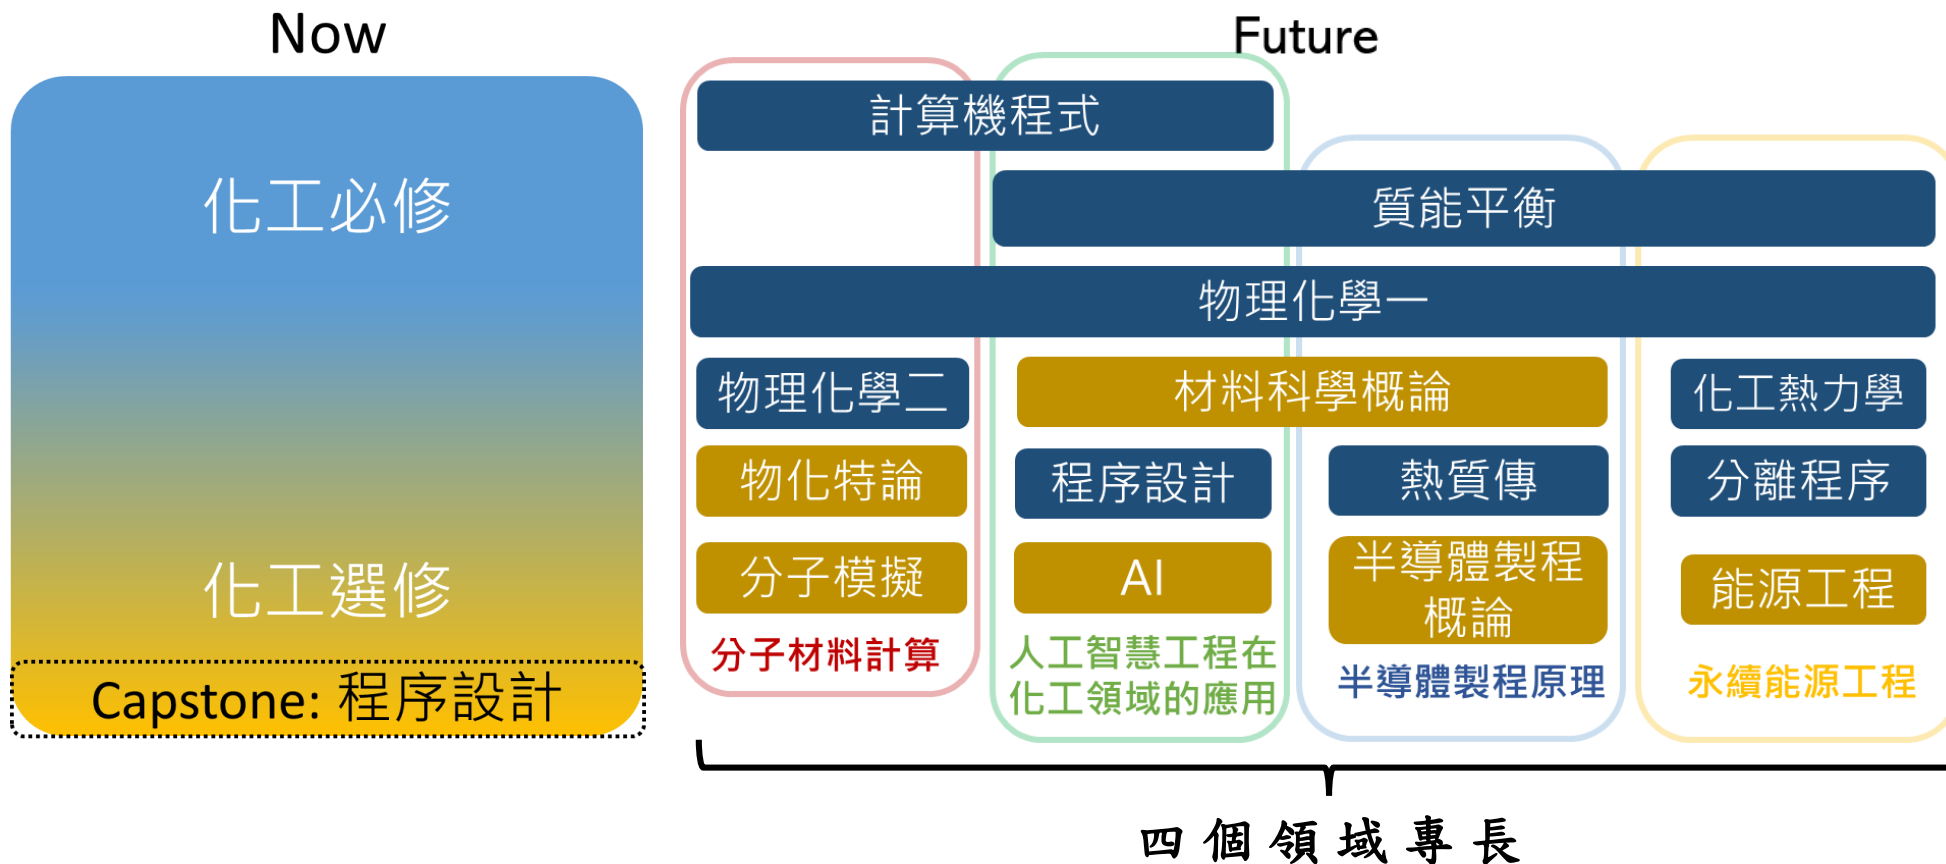 Now
化工必修
化工選修
Capstone: 程序設計
Future
計算機程式
質能平衡
物理化學一
物理化學二
材料科學概論
化工熱力學
物化特論
程序設計
熱質傳
分離程序
分子模擬
AI
半導體製程
概論
能源工程
分子材料計算
人工智慧工程在
化工領域的應用
半導體製程原理
永續能源工程
四個領域專長